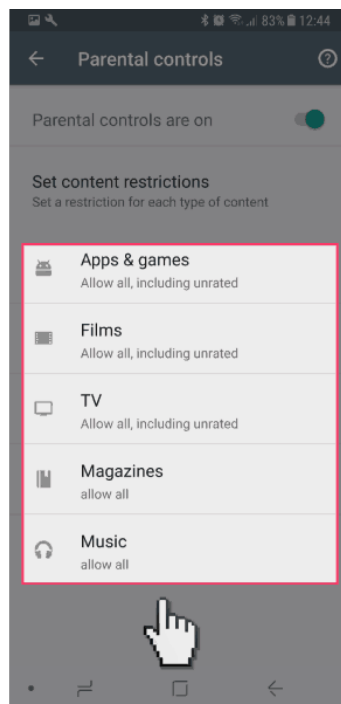 83% 12:44
Parental controls
Parental controls are on
Set content restrictions
Set a restriction for each type of content
Apps & games
Allow all, including unrated
Films
Allow all, including unrated
TV
Allow all, including unrated
Magazines
allow all
Music
allow all